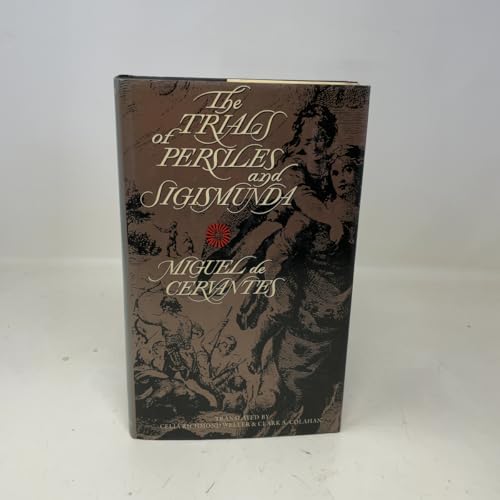 The
TRIALS
of PERSILES
and
SIGISMUNDA
MIGUEL de
CERVANTES
TRANSLATED BY
CELIA RICHMOND WELLER & CLARK A. COLAHAN